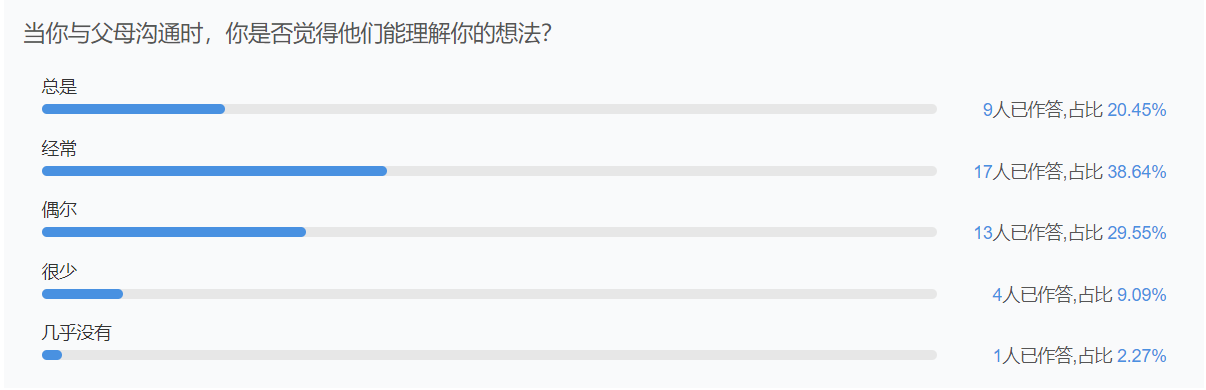 当你与父母沟通时，你是否觉得他们能理解你的想法？
总是
9人已作答,占比 20.45%
经常
17人已作答,占比 38.64%
偶尔
13人已作答,占比 29.55%
很少
4人已作答,占比 9.09%
几乎没有
1人已作答,占比 2.27%